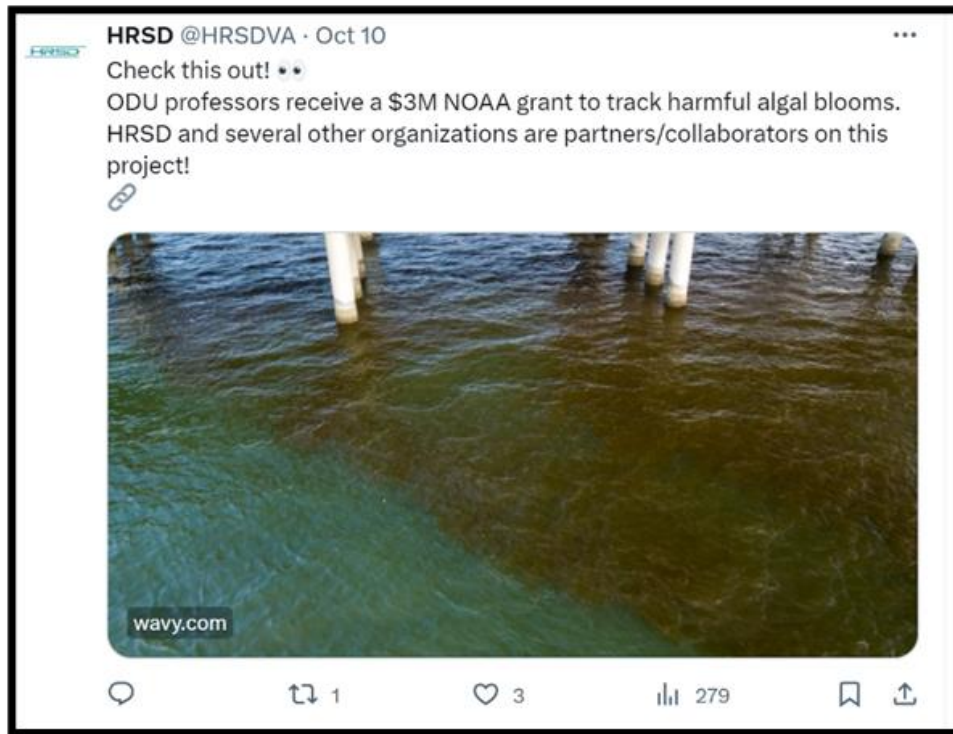 HRSD @HRSDVA · Oct 10
HRSD
Check this out! 👀
ODU professors receive a $3M NOAA grant to track harmful algal blooms.
HRSD and several other organizations are partners/collaborators on this
project!
🔗
wavy.com
1 3 279